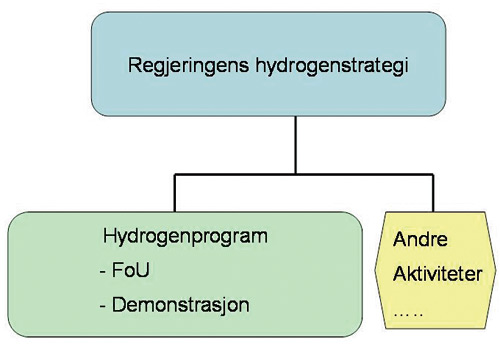 Regjeringens hydrogenstrategi
Hydrogenprogram
- FoU
- Demonstrasjon
Andre
Aktiviteter
.....